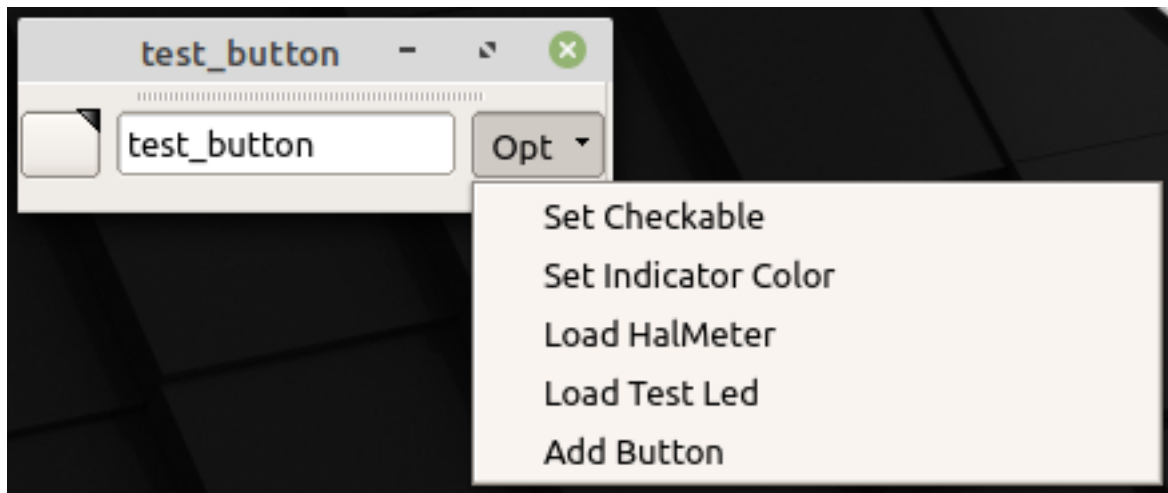 test_button
test_button
Opt
Set Checkable
Set Indicator Color
Load HalMeter
Load Test Led
Add Button